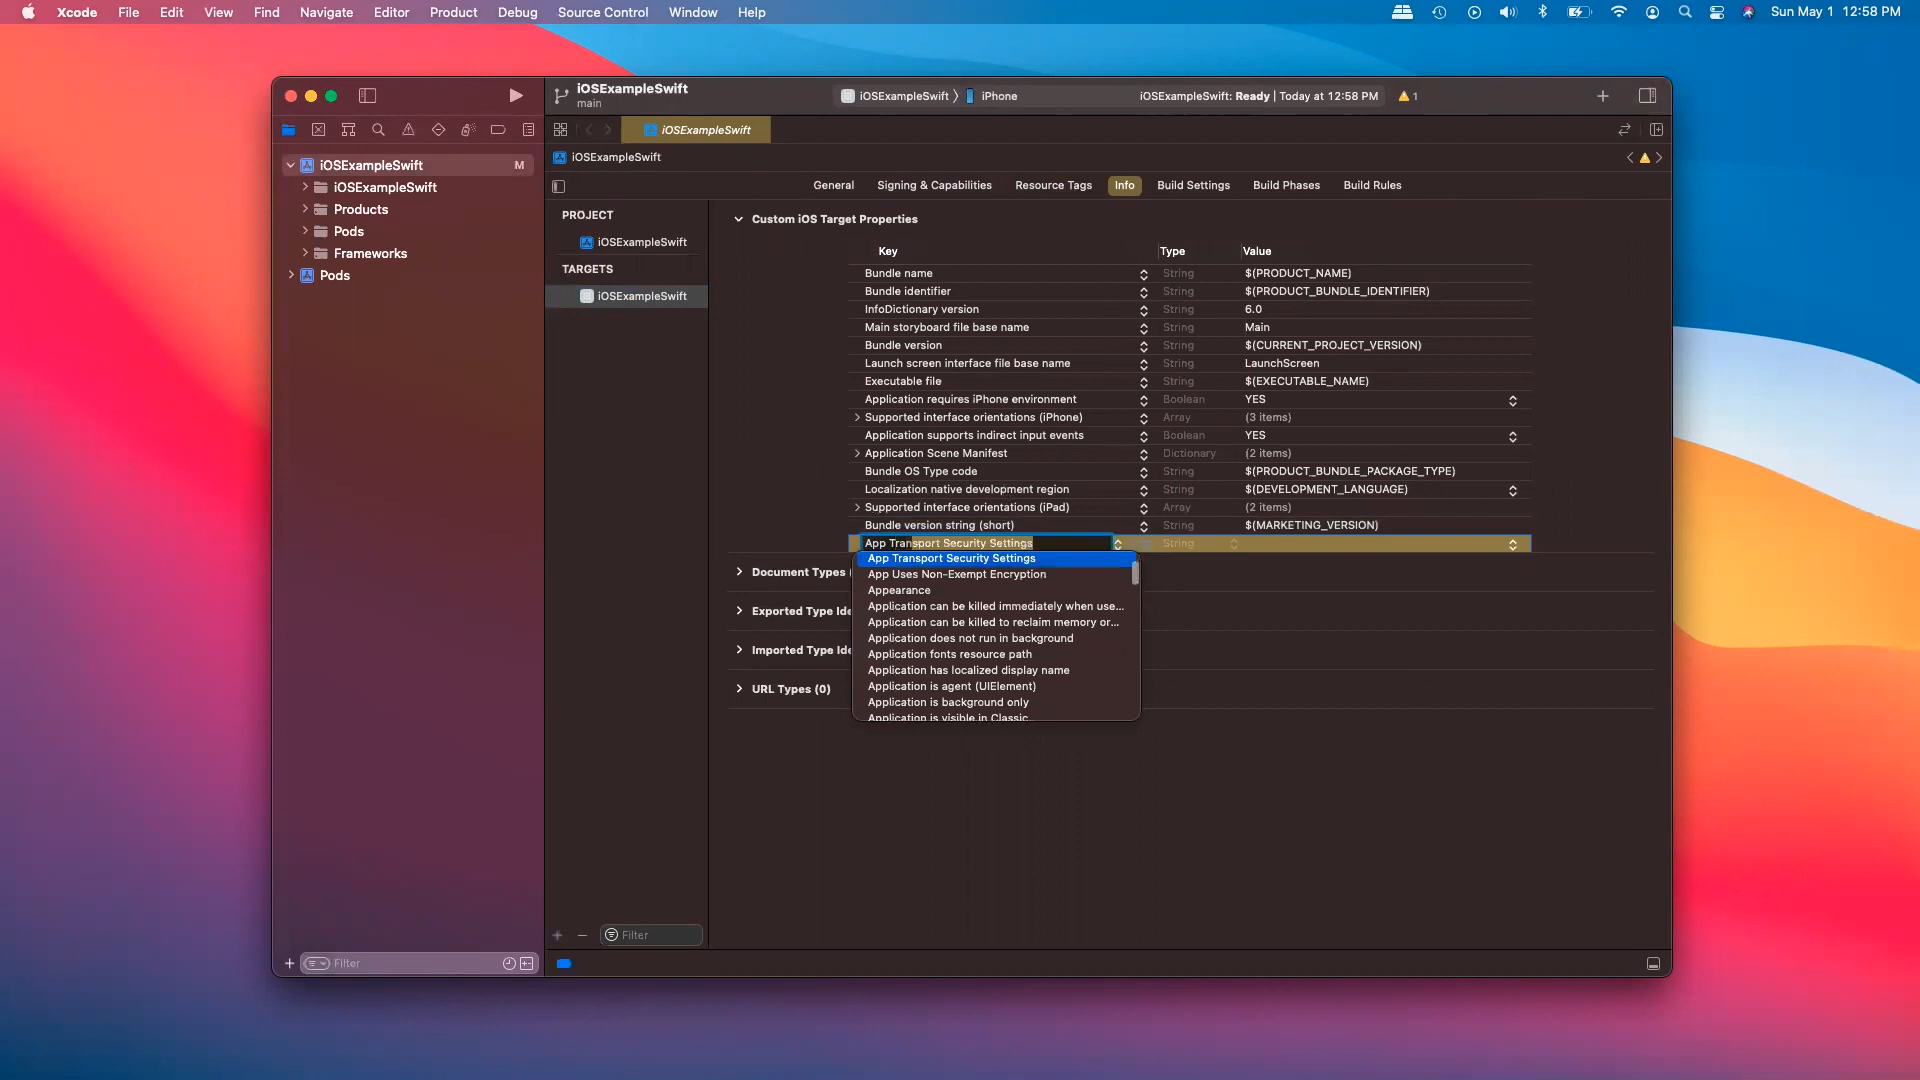 Xcode File Edit View Find Navigate Editor Product Debug Source Control Window Help Sun May 1 12:58 PM
iOSExampleSwift
main
iOSExampleSwift iPhone iOSExampleSwift: Ready | Today at 12:58 PM 1
iOSExampleSwift
iOSExampleSwift M
iOSExampleSwift
Products
Pods
Frameworks
Pods
iOSExampleSwift
General Signing & Capabilities Resource Tags Info Build Settings Build Phases Build Rules
PROJECT
iOSExampleSwift
TARGETS
iOSExampleSwift
Custom iOS Target Properties
Key Type Value
Bundle name String $(PRODUCT_NAME)
Bundle identifier String $(PRODUCT_BUNDLE_IDENTIFIER)
InfoDictionary version String 6.0
Main storyboard file base name String Main
Bundle version String $(CURRENT_PROJECT_VERSION)
Launch screen interface file base name String LaunchScreen
Executable file String $(EXECUTABLE_NAME)
Application requires iPhone environment Boolean YES
Supported interface orientations (iPhone) Array (3 items)
Application supports indirect input events Boolean YES
Application Scene Manifest Dictionary (2 items)
Bundle OS Type code String $(PRODUCT_BUNDLE_PACKAGE_TYPE)
Localization native development region String $(DEVELOPMENT_LANGUAGE)
Supported interface orientations (iPad) Array (2 items)
Bundle version string (short) String $(MARKETING_VERSION)
App Transport Security Settings String
App Transport Security Settings
App Uses Non-Exempt Encryption
Appearance
Application can be killed immediately when use...
Application can be killed to reclaim memory or...
Application does not run in background
Application fonts resource path
Application has localized display name
Application is agent (UIElement)
Application is background only
Application is visible in Classic
Document Types (
Exported Type Ide
Imported Type Ide
URL Types (0)
Filter
Filter